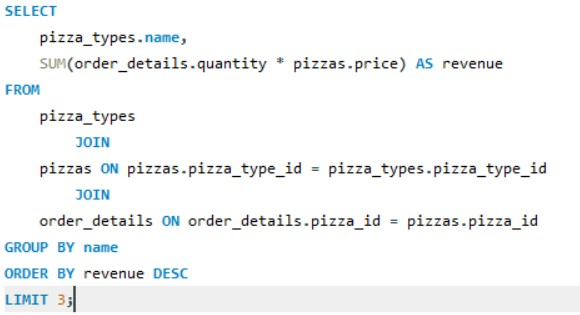 SELECT
pizza_types.name,
SUM(order_details.quantity * pizzas.price) AS revenue
FROM
pizza_types
JOIN
pizzas ON pizzas.pizza_type_id = pizza_types.pizza_type_id
JOIN
order_details ON order_details.pizza_id = pizzas.pizza_id
GROUP BY name
ORDER BY revenue DESC
LIMIT 3;